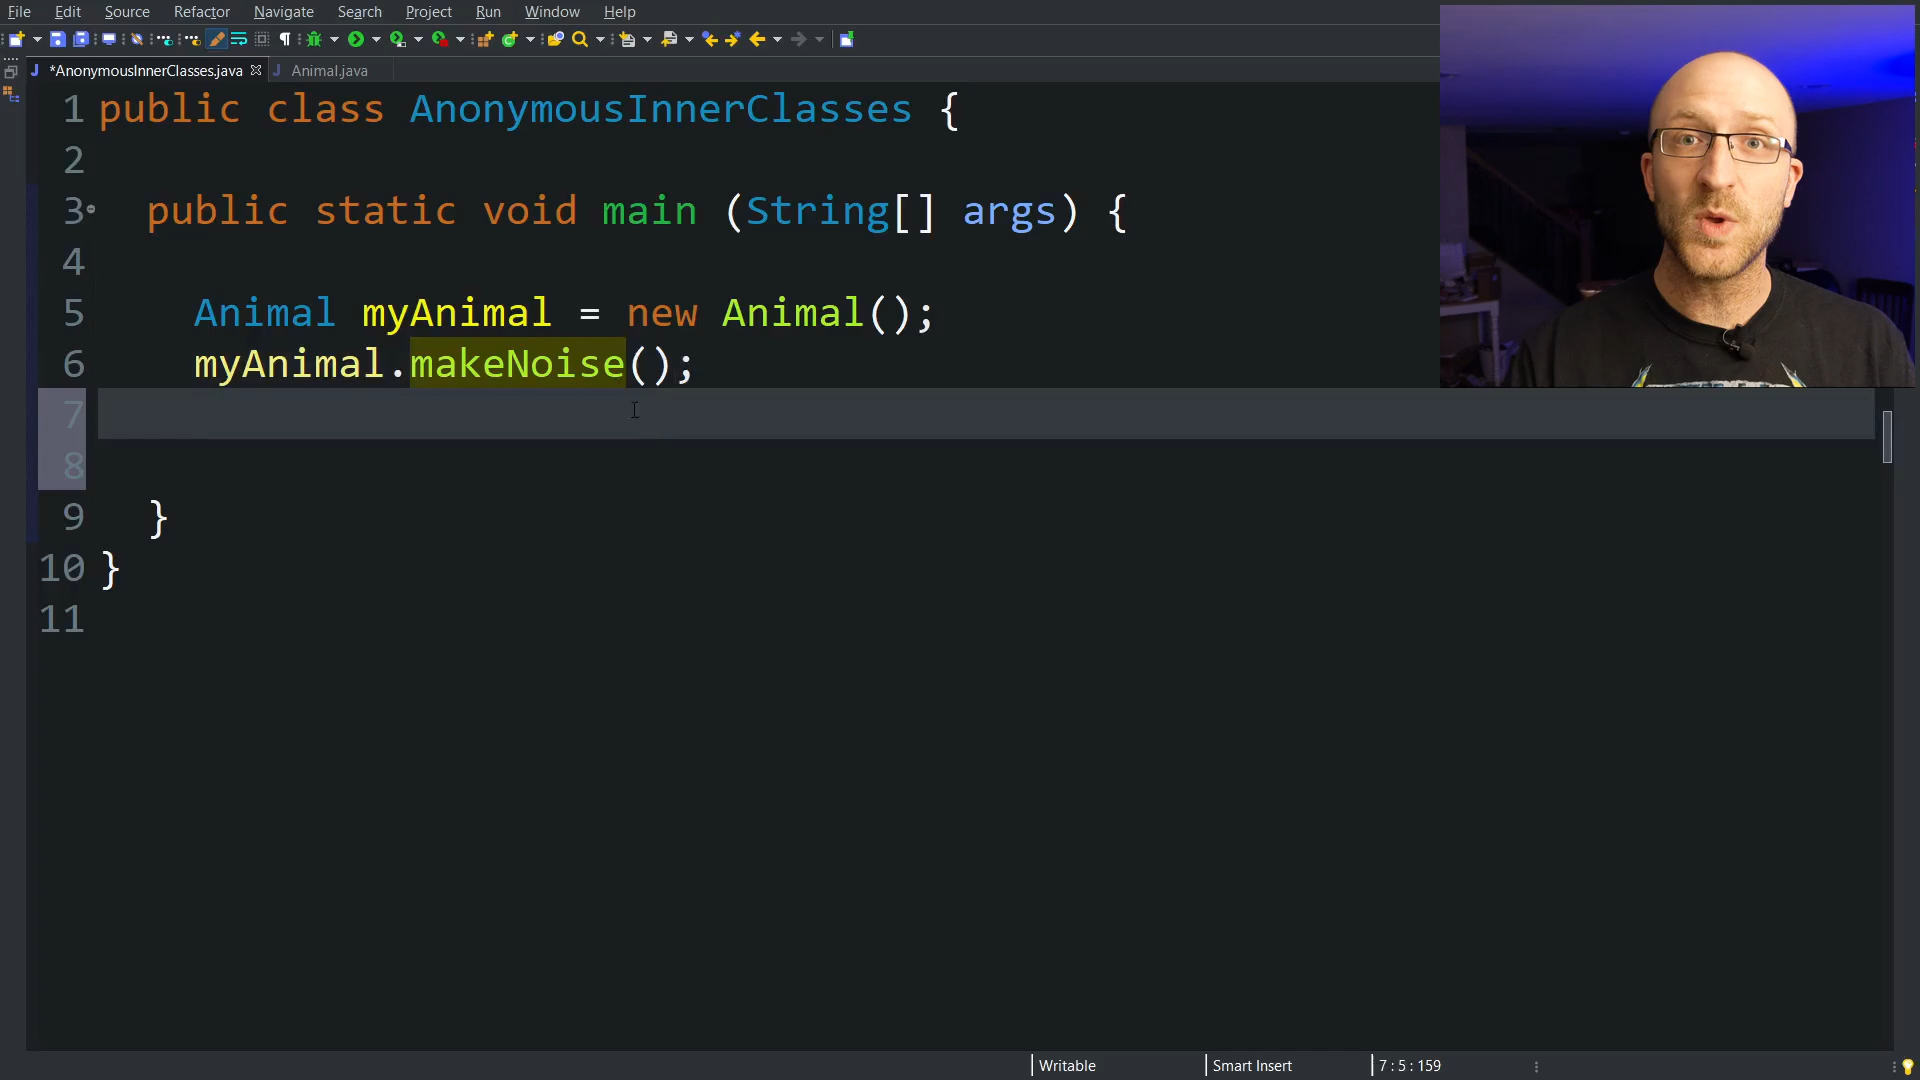 File Edit Source Refactor Navigate Search Project Run Window Help
*AnonymousInnerClasses.java Animal.java
1 public class AnonymousInnerClasses {
2
3 public static void main (String[] args) {
4
5 Animal myAnimal = new Animal();
6 myAnimal.makeNoise();
7
8
9 }
10 }
11
Writable Smart Insert 7 : 5 : 159